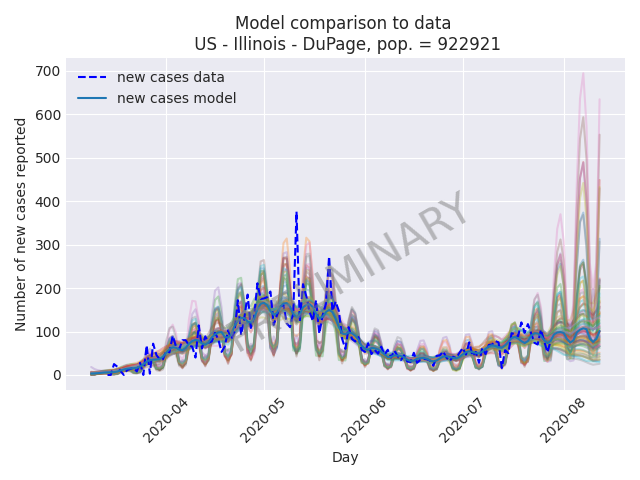 Model comparison to data
US - Illinois - DuPage, pop. = 922921
new cases data
new cases model
Number of new cases reported
700
600
500
400
300
200
100
0
2020-04
2020-05
2020-06
2020-07
2020-08
Day